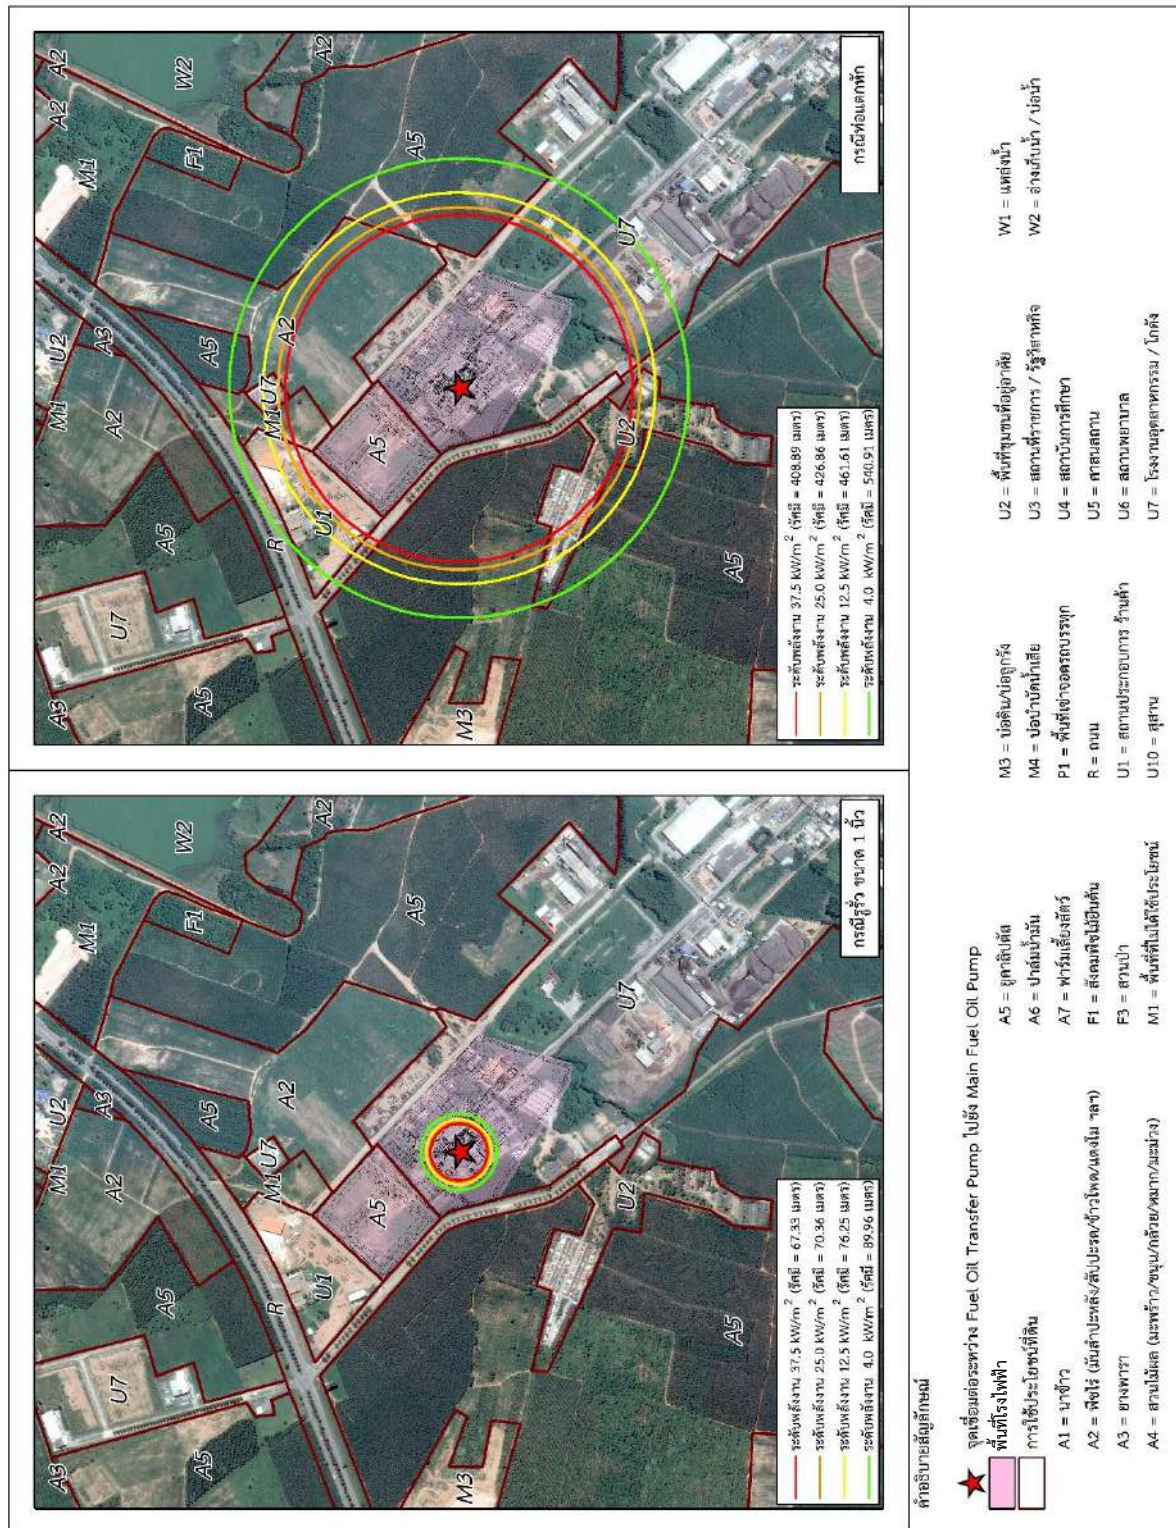 A3
U7
A5
A5
M1
A2
U2
A3
M1
A2
A2
W2
F1
A2
R
A5
M1
U7
A2
U1
A5
A5
M3
U2
U7
A5
ระดับพลังงาน 37.5 kW/m² (รัศมี = 67.33 เมตร)
ระดับพลังงาน 25.0 kW/m² (รัศมี = 70.36 เมตร)
ระดับพลังงาน 12.5 kW/m² (รัศมี = 76.25 เมตร)
ระดับพลังงาน 4.0 kW/m² (รัศมี = 89.96 เมตร)
กรณีรูรั่ว ขนาด 1 นิ้ว
A3
U7
A5
A5
M1
A2
U2
A3
M1
A2
A2
W2
F1
A2
R
A5
M1
U7
A2
U1
A5
A5
M3
U2
U7
A5
ระดับพลังงาน 37.5 kW/m² (รัศมี = 408.89 เมตร)
ระดับพลังงาน 25.0 kW/m² (รัศมี = 426.86 เมตร)
ระดับพลังงาน 12.5 kW/m² (รัศมี = 461.61 เมตร)
ระดับพลังงาน 4.0 kW/m² (รัศมี = 540.91 เมตร)
กรณีท่อแตกหัก
คำอธิบายสัญลักษณ์
จุดเชื่อมต่อระหว่าง Fuel Oil Transfer Pump ไปยัง Main Fuel Oil Pump
พื้นที่โรงไฟฟ้า
การใช้ประโยชน์ที่ดิน
A1 = นาข้าว
A2 = พืชไร่ (มันสำปะหลัง/สับปะรด/ข้าวโพด/แตงโม ฯลฯ)
A3 = ยางพารา
A4 = สวนไม้ผล (มะพร้าว/ขนุน/กล้วย/หมาก/มะม่วง)
A5 = ยูคาลิปตัส
A6 = ปาล์มน้ำมัน
A7 = ฟาร์มเลี้ยงสัตว์
F1 = สังคมพืชไม้ยืนต้น
F3 = สวนป่า
M1 = พื้นที่ที่ไม่ได้ใช้ประโยชน์
M3 = บ่อดิน/บ่อลูกรัง
M4 = บ่อบำบัดน้ำเสีย
P1 = พื้นที่เช่าจอดรถบรรทุก
R = ถนน
U1 = สถานประกอบการ ร้านค้า
U10 = สุสาน
U2 = พื้นที่ชุมชนที่อยู่อาศัย
U3 = สถานที่ราชการ / รัฐวิสาหกิจ
U4 = สถาบันการศึกษา
U5 = ศาสนสถาน
U6 = สถานพยาบาล
U7 = โรงงานอุตสาหกรรม / โกดัง
W1 = แหล่งน้ำ
W2 = อ่างเก็บน้ำ / บ่อน้ำ